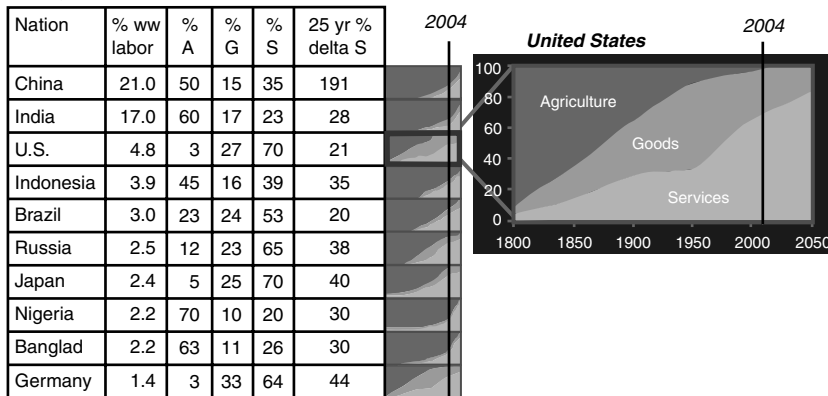 Nation % ww labor % A % G % S 25 yr % delta S 2004
China 21.0 50 15 35 191
India 17.0 60 17 23 28
U.S. 4.8 3 27 70 21
Indonesia 3.9 45 16 39 35
Brazil 3.0 23 24 53 20
Russia 2.5 12 23 65 38
Japan 2.4 5 25 70 40
Nigeria 2.2 70 10 20 30
Banglad 2.2 63 11 26 30
Germany 1.4 3 33 64 44
United States 2004
100
80
60
40
20
0
Agriculture
Goods
Services
1800 1850 1900 1950 2000 2050